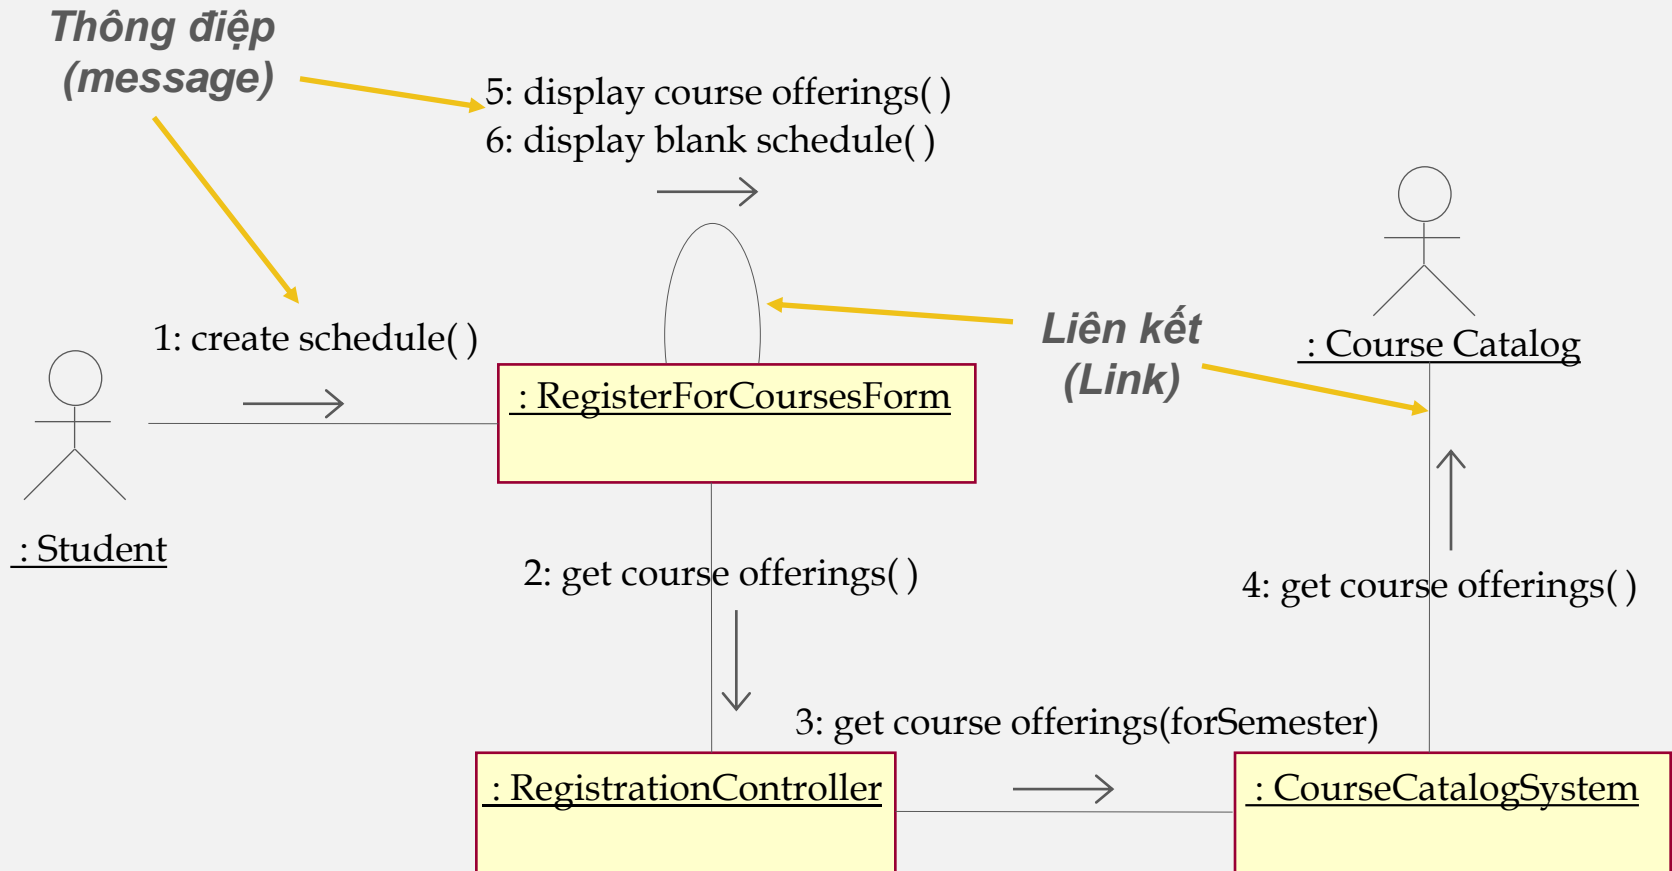 Thông điệp
(message)
5: display course offerings( )
6: display blank schedule( )
1: create schedule( )
Liên kết
(Link)
: Course Catalog
: RegisterForCoursesForm
: Student
2: get course offerings( )
4: get course offerings( )
3: get course offerings(forSemester)
: RegistrationController
: CourseCatalogSystem